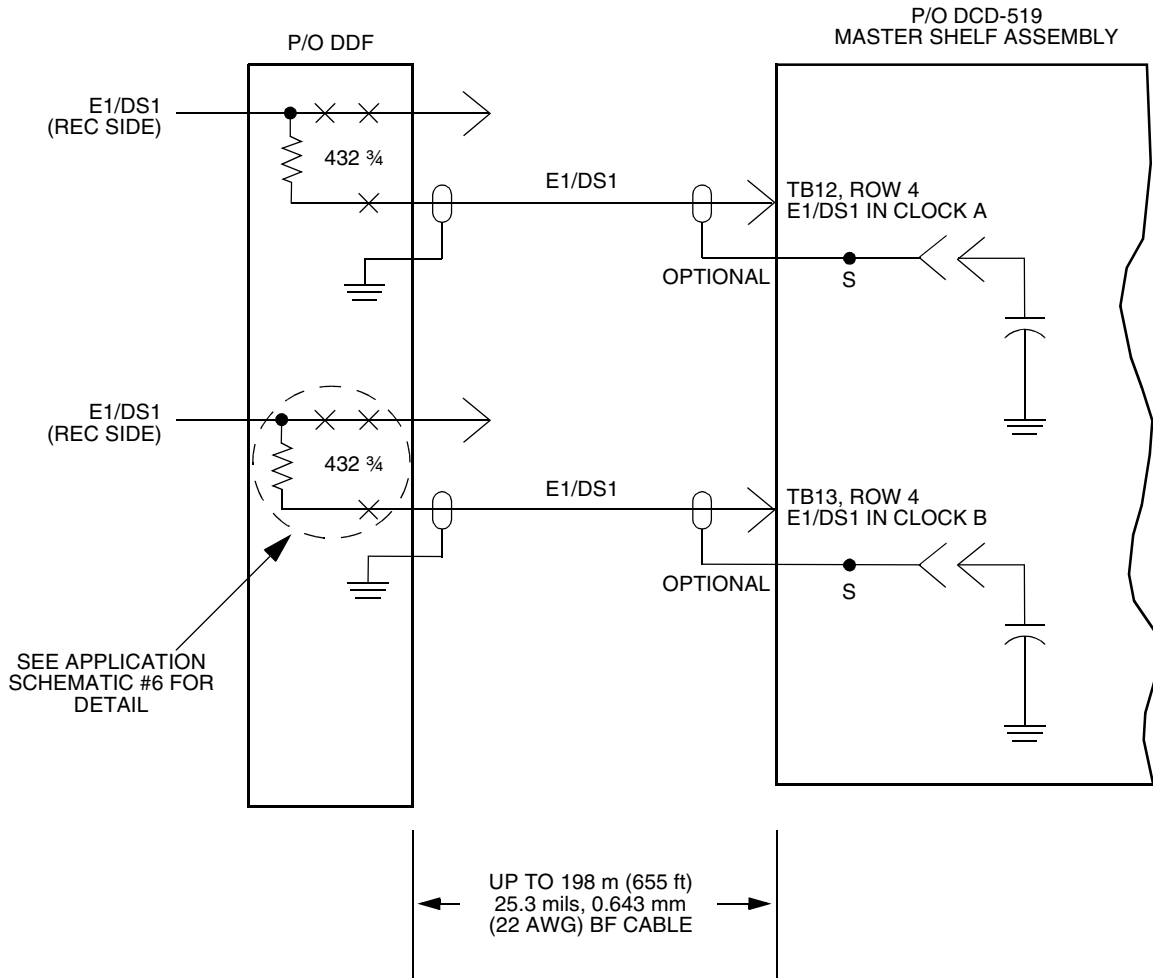 P/O DDF
P/O DCD-519
MASTER SHELF ASSEMBLY
E1/DS1
(REC SIDE)
432 ¾
E1/DS1
TB12, ROW 4
E1/DS1 IN CLOCK A
OPTIONAL
S
E1/DS1
(REC SIDE)
432 ¾
E1/DS1
TB13, ROW 4
E1/DS1 IN CLOCK B
OPTIONAL
S
SEE APPLICATION
SCHEMATIC #6 FOR
DETAIL
UP TO 198 m (655 ft)
25.3 mils, 0.643 mm
(22 AWG) BF CABLE